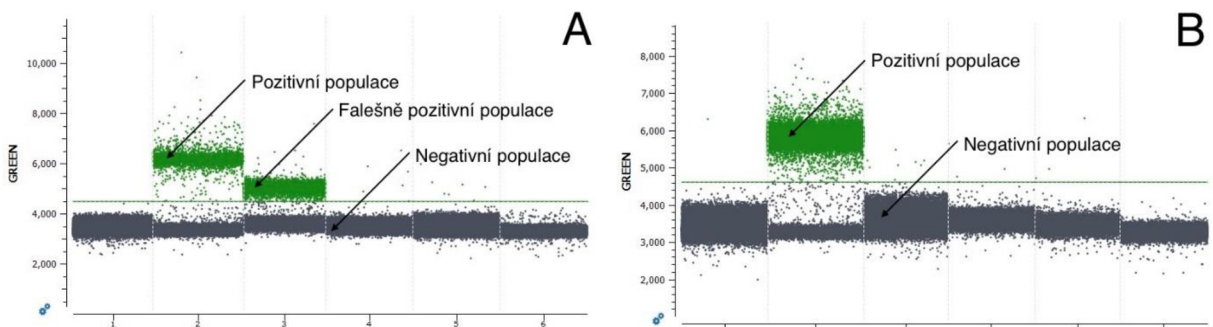 A
GREEN
10,000
8,000
6,000
4,000
2,000
Pozitivní populace
Falešně pozitivní populace
Negativní populace
1 2 3 4 5 6
B
GREEN
8,000
7,000
6,000
5,000
4,000
3,000
2,000
Pozitivní populace
Negativní populace